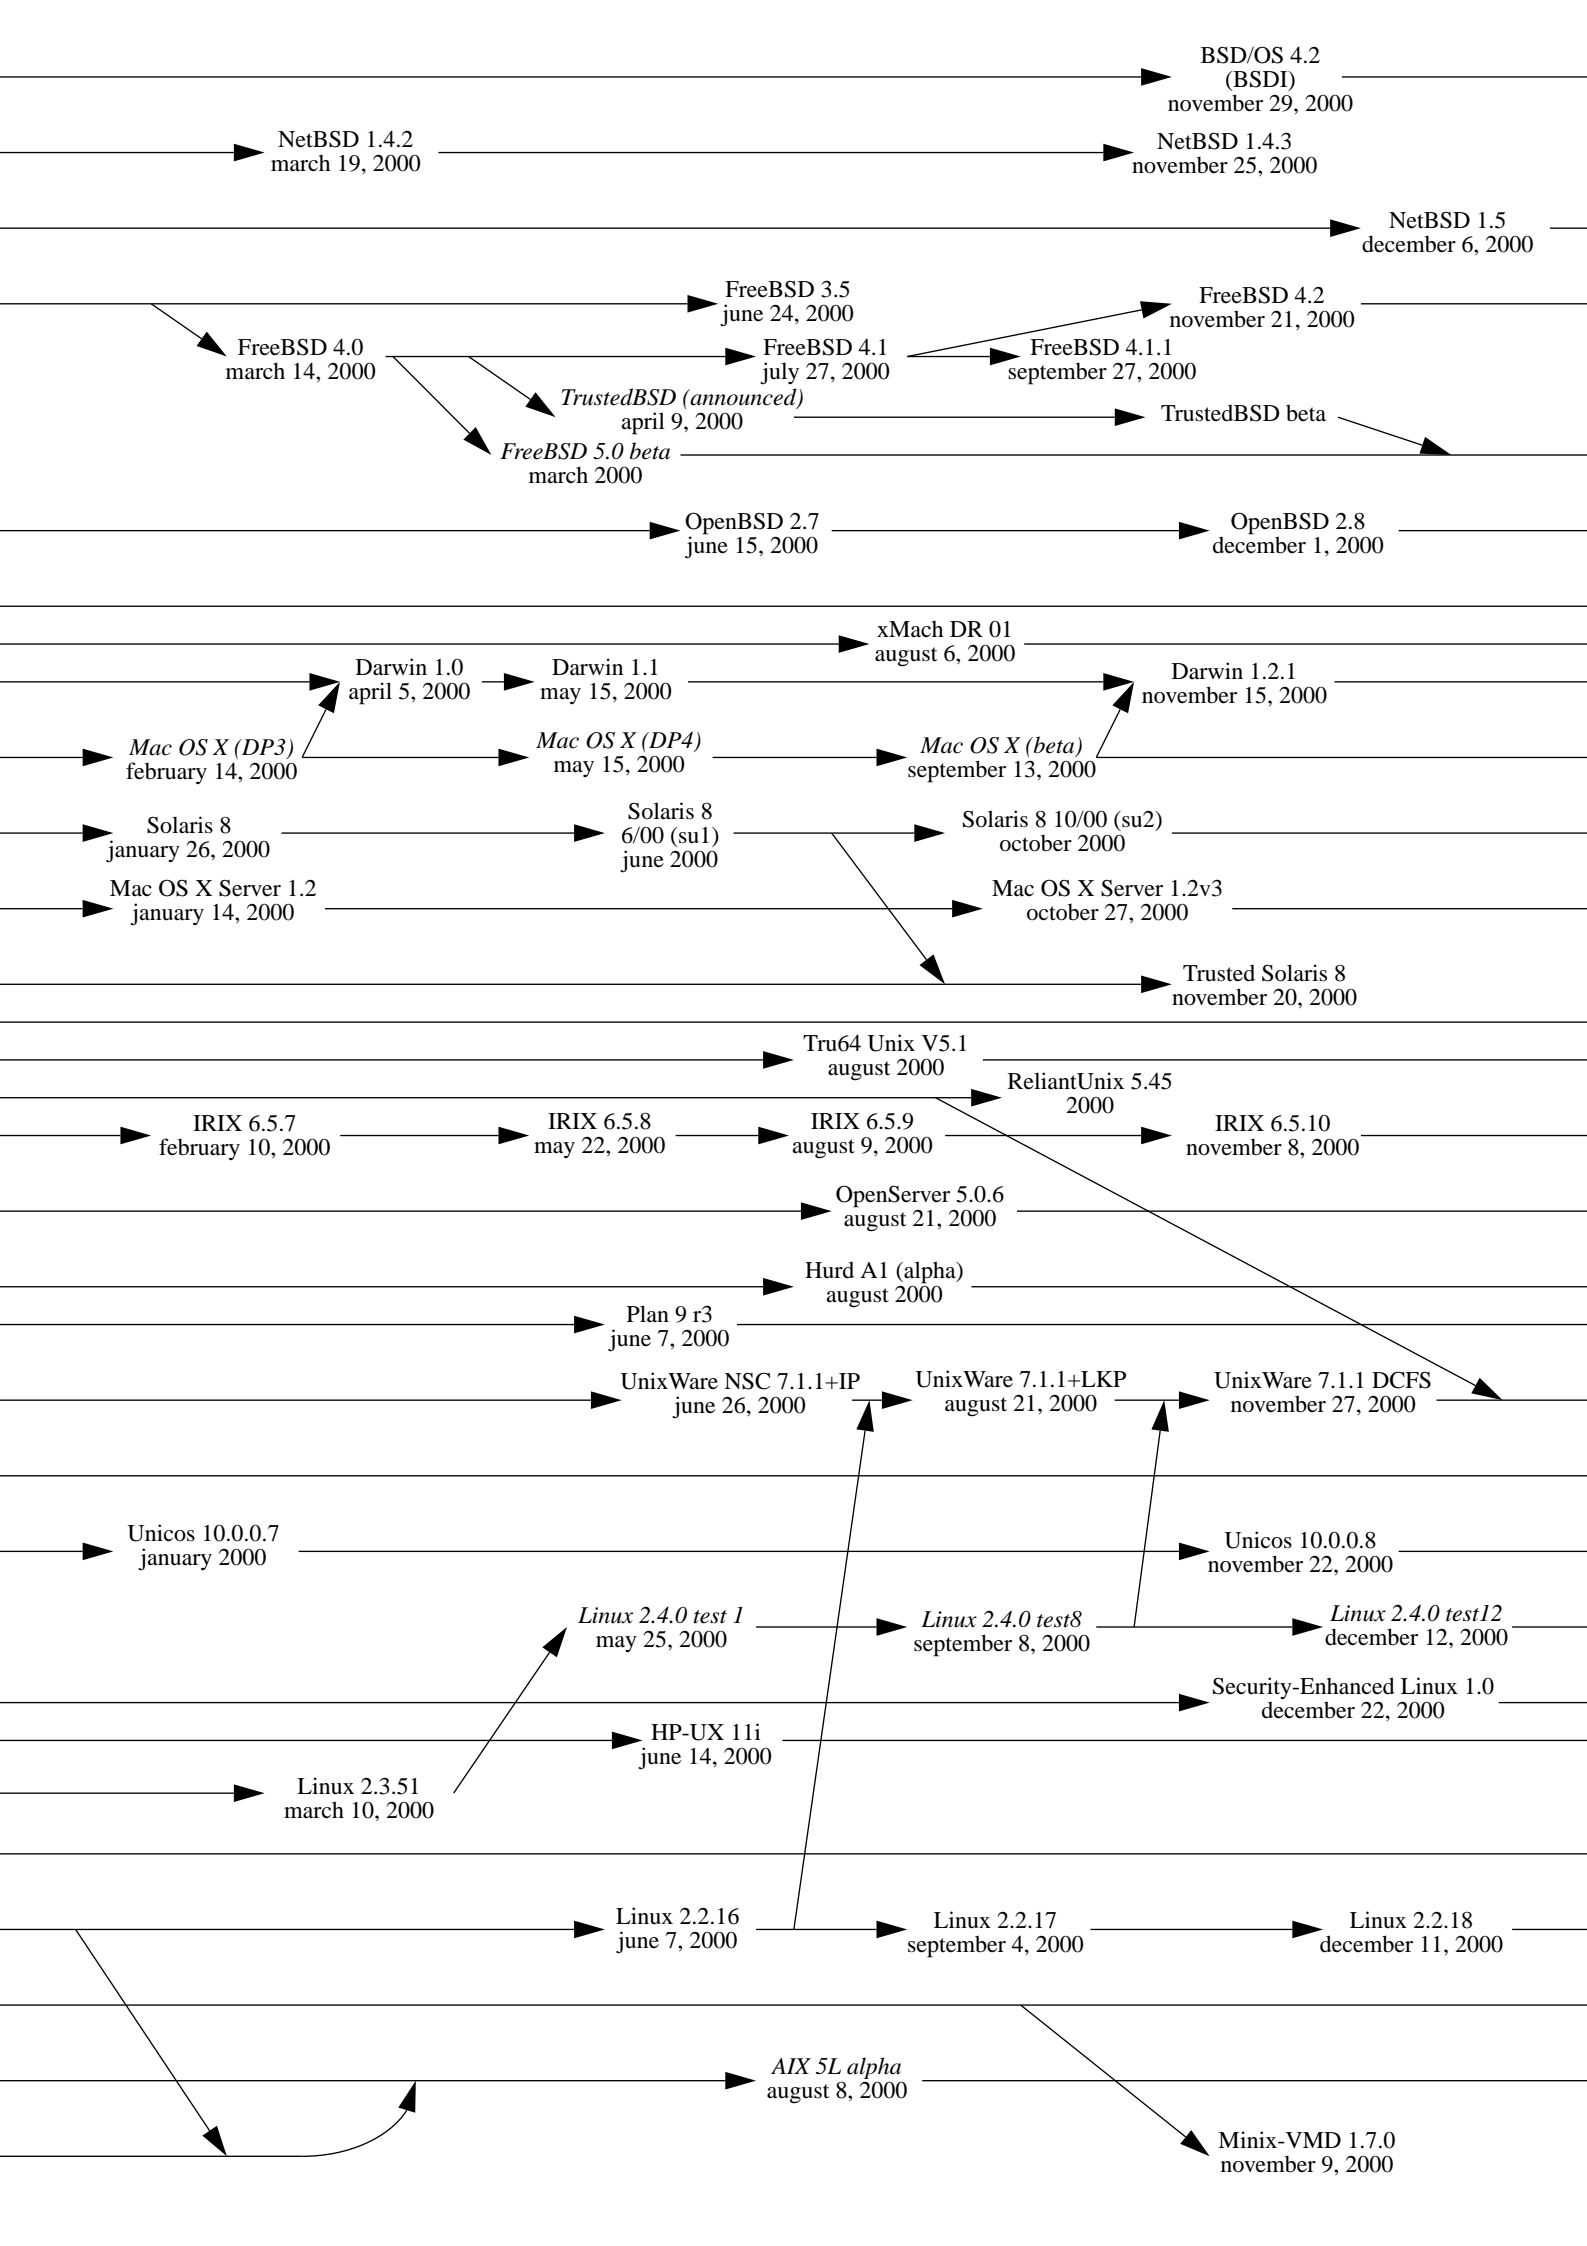 BSD/OS 4.2
(BSDI)
november 29, 2000
NetBSD 1.4.2
march 19, 2000
NetBSD 1.4.3
november 25, 2000
NetBSD 1.5
december 6, 2000
FreeBSD 3.5
june 24, 2000
FreeBSD 4.2
november 21, 2000
FreeBSD 4.0
march 14, 2000
FreeBSD 4.1
july 27, 2000
FreeBSD 4.1.1
september 27, 2000
TrustedBSD (announced)
april 9, 2000
TrustedBSD beta
FreeBSD 5.0 beta
march 2000
OpenBSD 2.7
june 15, 2000
OpenBSD 2.8
december 1, 2000
xMach DR 01
august 6, 2000
Darwin 1.0
april 5, 2000
Darwin 1.1
may 15, 2000
Darwin 1.2.1
november 15, 2000
Mac OS X (DP3)
february 14, 2000
Mac OS X (DP4)
may 15, 2000
Mac OS X (beta)
september 13, 2000
Solaris 8
january 26, 2000
Solaris 8
6/00 (su1)
june 2000
Solaris 8 10/00 (su2)
october 2000
Mac OS X Server 1.2
january 14, 2000
Mac OS X Server 1.2v3
october 27, 2000
Trusted Solaris 8
november 20, 2000
Tru64 Unix V5.1
august 2000
ReliantUnix 5.45
2000
IRIX 6.5.7
february 10, 2000
IRIX 6.5.8
may 22, 2000
IRIX 6.5.9
august 9, 2000
IRIX 6.5.10
november 8, 2000
OpenServer 5.0.6
august 21, 2000
Hurd A1 (alpha)
august 2000
Plan 9 r3
june 7, 2000
UnixWare NSC 7.1.1+IP
june 26, 2000
UnixWare 7.1.1+LKP
august 21, 2000
UnixWare 7.1.1 DCFS
november 27, 2000
Unicos 10.0.0.7
january 2000
Unicos 10.0.0.8
november 22, 2000
Linux 2.4.0 test 1
may 25, 2000
Linux 2.4.0 test8
september 8, 2000
Linux 2.4.0 test12
december 12, 2000
Security-Enhanced Linux 1.0
december 22, 2000
HP-UX 11i
june 14, 2000
Linux 2.3.51
march 10, 2000
Linux 2.2.16
june 7, 2000
Linux 2.2.17
september 4, 2000
Linux 2.2.18
december 11, 2000
AIX 5L alpha
august 8, 2000
Minix-VMD 1.7.0
november 9, 2000